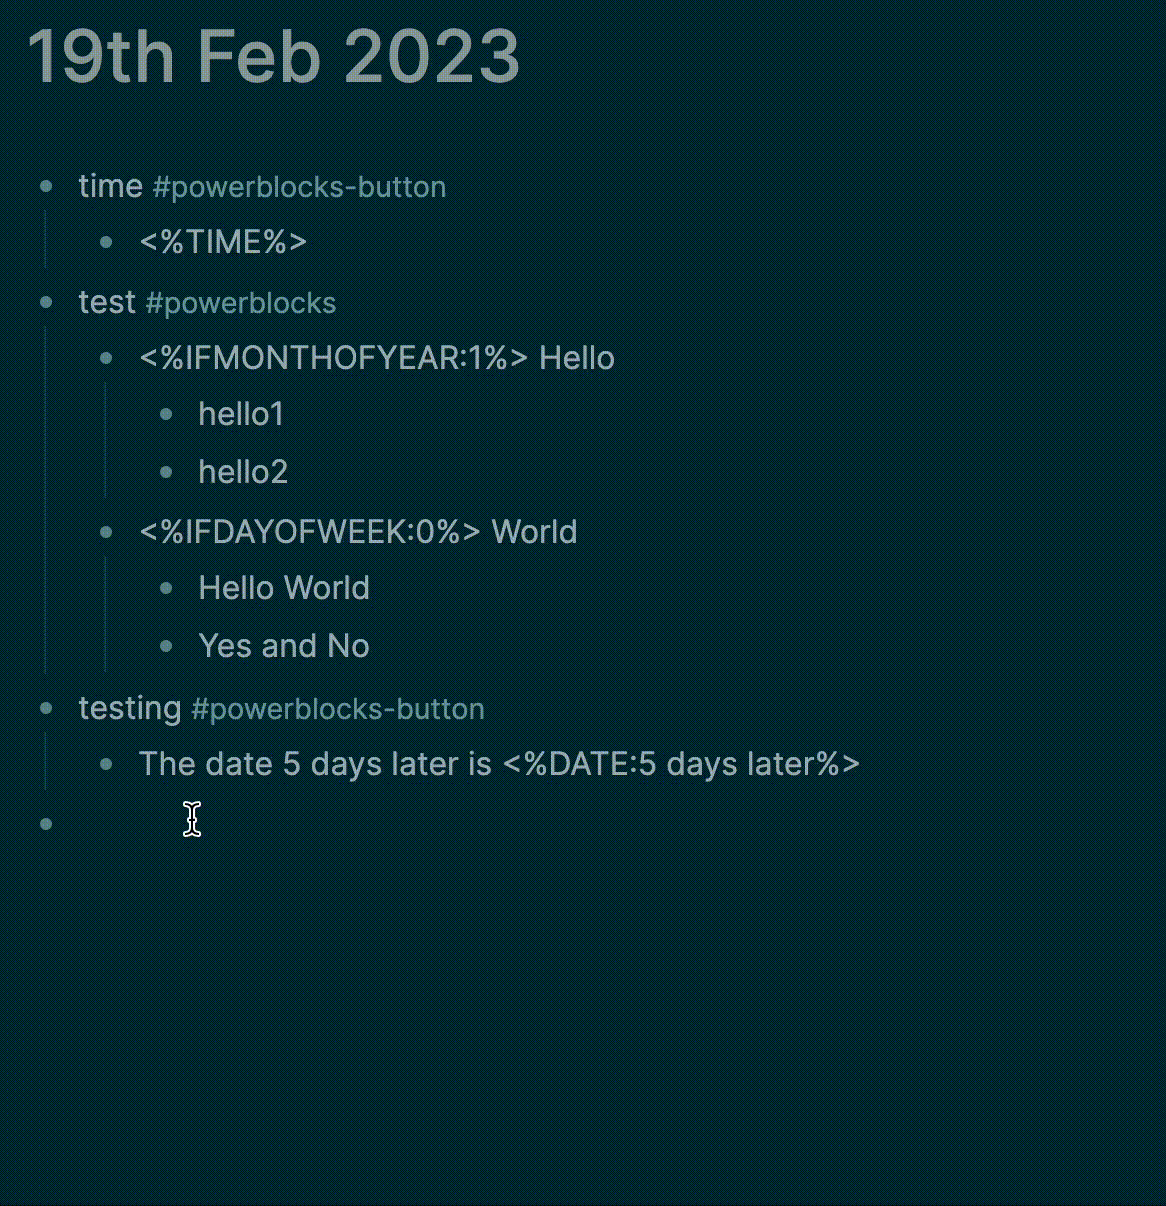 19th Feb 2023
time #powerblocks-button
<%TIME%>
test #powerblocks
<%IFMONTHOFYEAR:1%> Hello
hello1
hello2
<%IFDAYOFWEEK:0%> World
Hello World
Yes and No
testing #powerblocks-button
The date 5 days later is <%DATE:5 days later%>